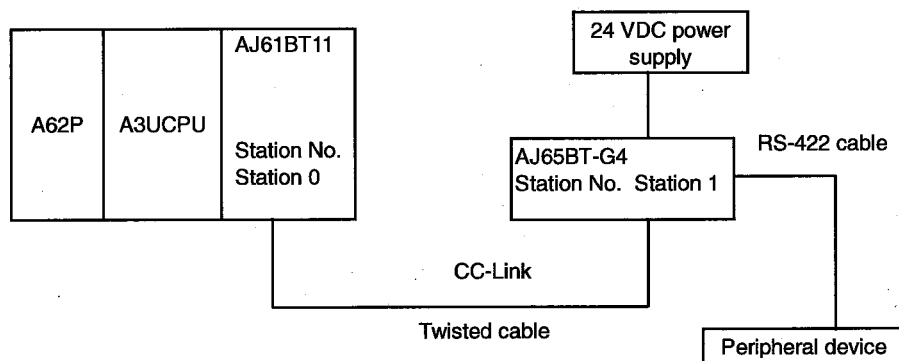 A62P
A3UCPU
AJ61BT11
Station No.
Station 0
24 VDC power
supply
AJ65BT-G4
Station No. Station 1
RS-422 cable
CC-Link
Twisted cable
Peripheral device